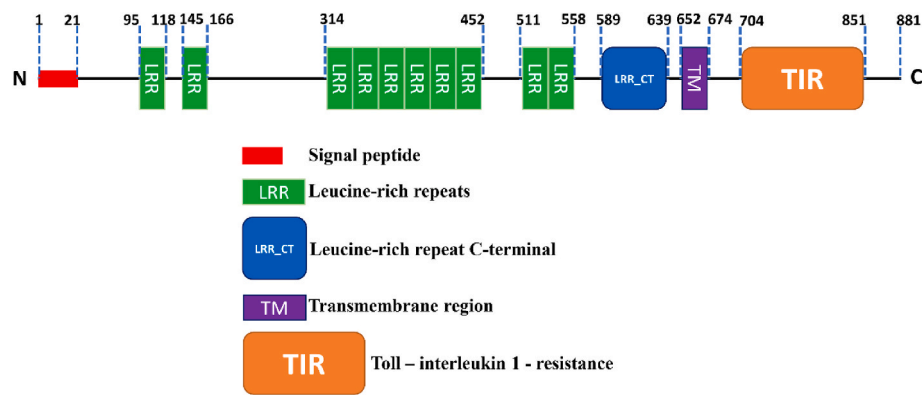 1 21 95 118 145 166 314 452 511 558 589 639 652 674 704 851 881
N LRR LRR LRR LRR LRR LRR LRR LRR LRR LRR LRR_CT TM TIR C
Signal peptide
LRR Leucine-rich repeats
LRR_CT Leucine-rich repeat C-terminal
TM Transmembrane region
TIR Toll – interleukin 1 - resistance